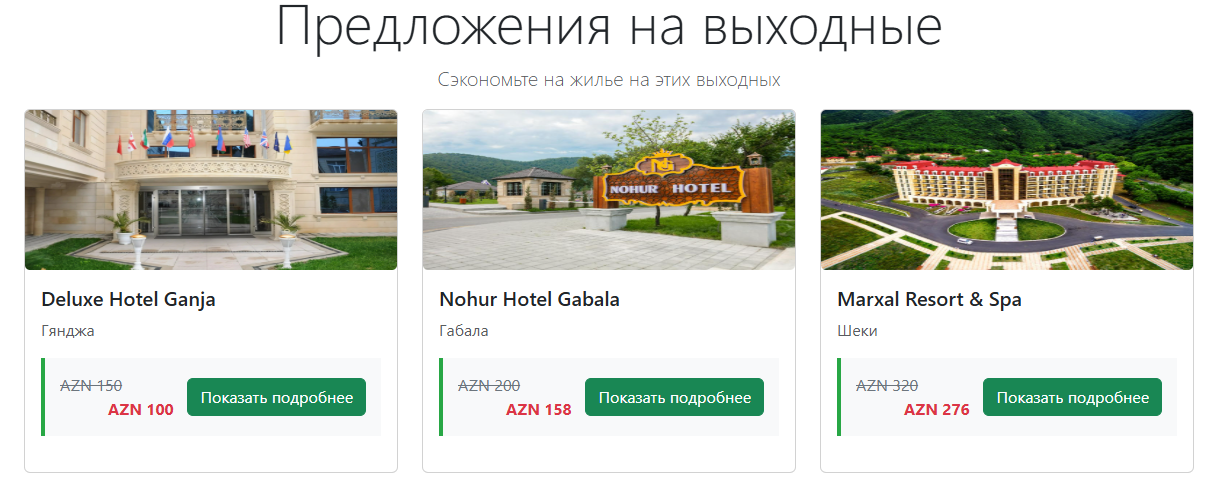 Предложения на выходные
Сэкономьте на жилье на этих выходных
NOHUR HOTEL
Deluxe Hotel Ganja
Гянджа
AZN 150
AZN 100
Показать подробнее
Nohur Hotel Gabala
Габала
AZN 200
AZN 158
Показать подробнее
Marxal Resort & Spa
Шеки
AZN 320
AZN 276
Показать подробнее